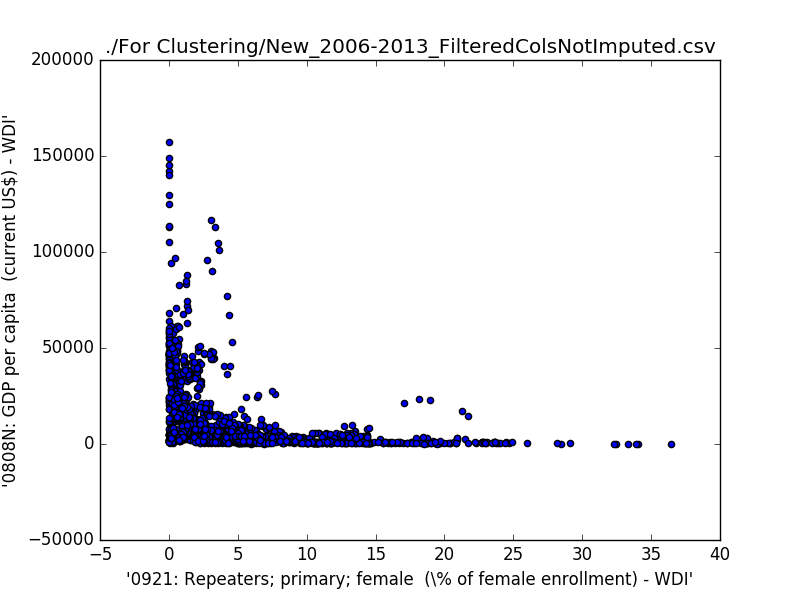 ./For Clustering/New_2006-2013_FilteredColsNotImputed.csv
200000
150000
100000
50000
0
−50000
'0808N: GDP per capita  (current US$) - WDI'
−5 0 5 10 15 20 25 30 35 40
'0921: Repeaters; primary; female  (\% of female enrollment) - WDI'